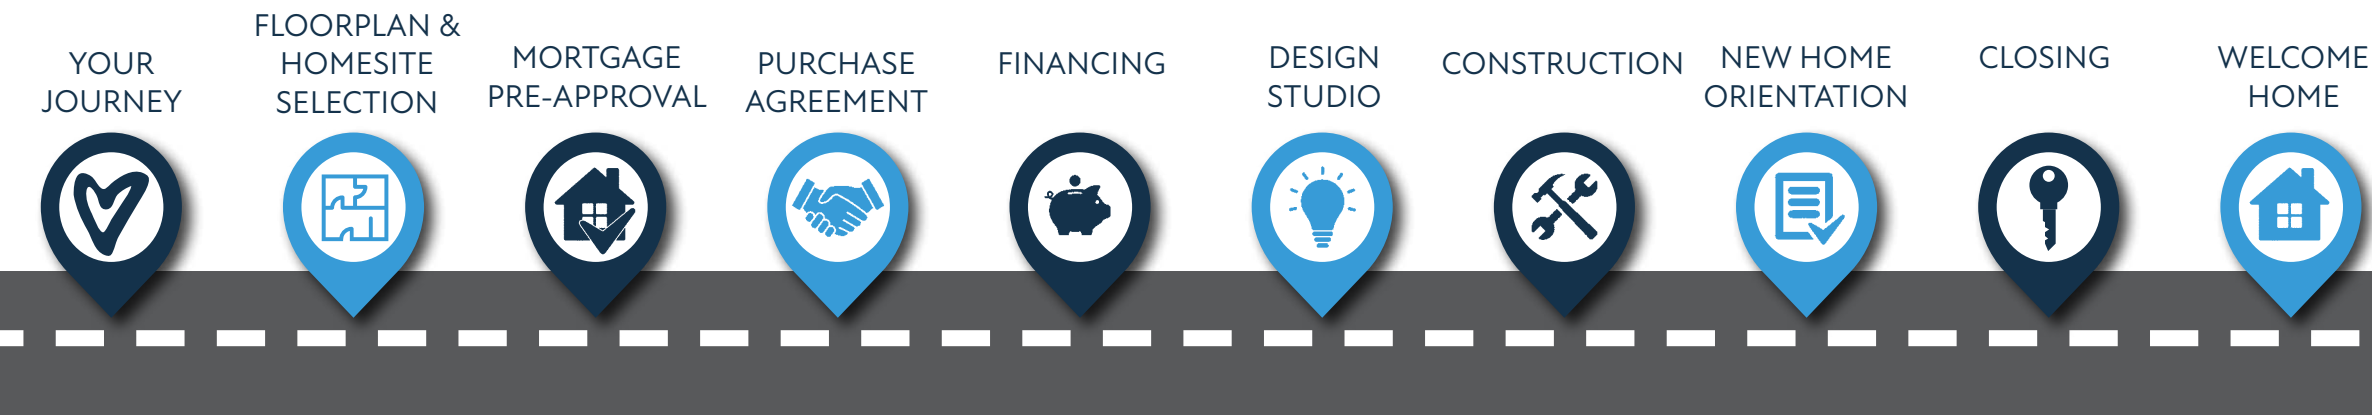 YOUR
JOURNEY
FLOORPLAN &
HOMESITE
SELECTION
MORTGAGE
PRE-APPROVAL
PURCHASE
AGREEMENT
FINANCING
DESIGN
STUDIO
CONSTRUCTION
NEW HOME
ORIENTATION
CLOSING
WELCOME
HOME